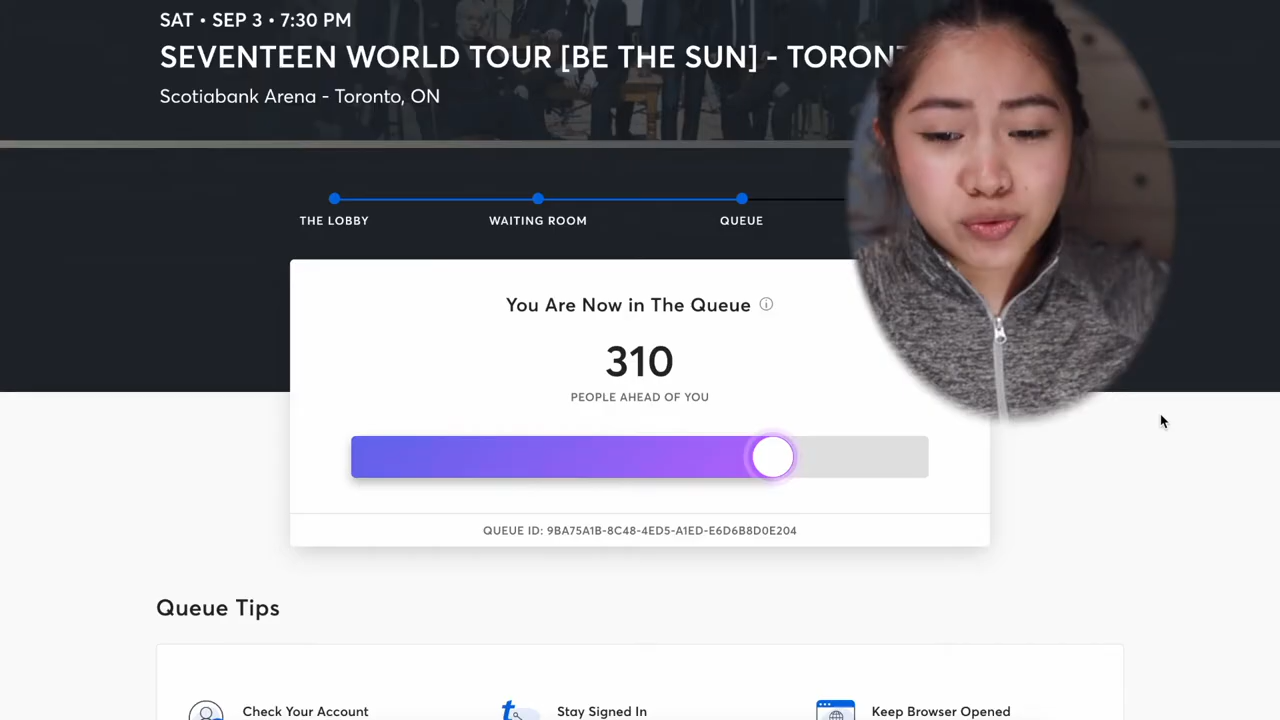 SAT • SEP 3 • 7:30 PM
SEVENTEEN WORLD TOUR [BE THE SUN] -
Scotiabank Arena - Toronto, ON
THE LOBBY
WAITING ROOM
QUEUE
You Are Now in The Queue
310
PEOPLE AHEAD OF YOU
QUEUE ID: 9BA75A1B-8C48-4ED5-A1ED-E6D6B8D0E204
Queue Tips
Check Your Account
Stay Signed In
Keep Browser Opened